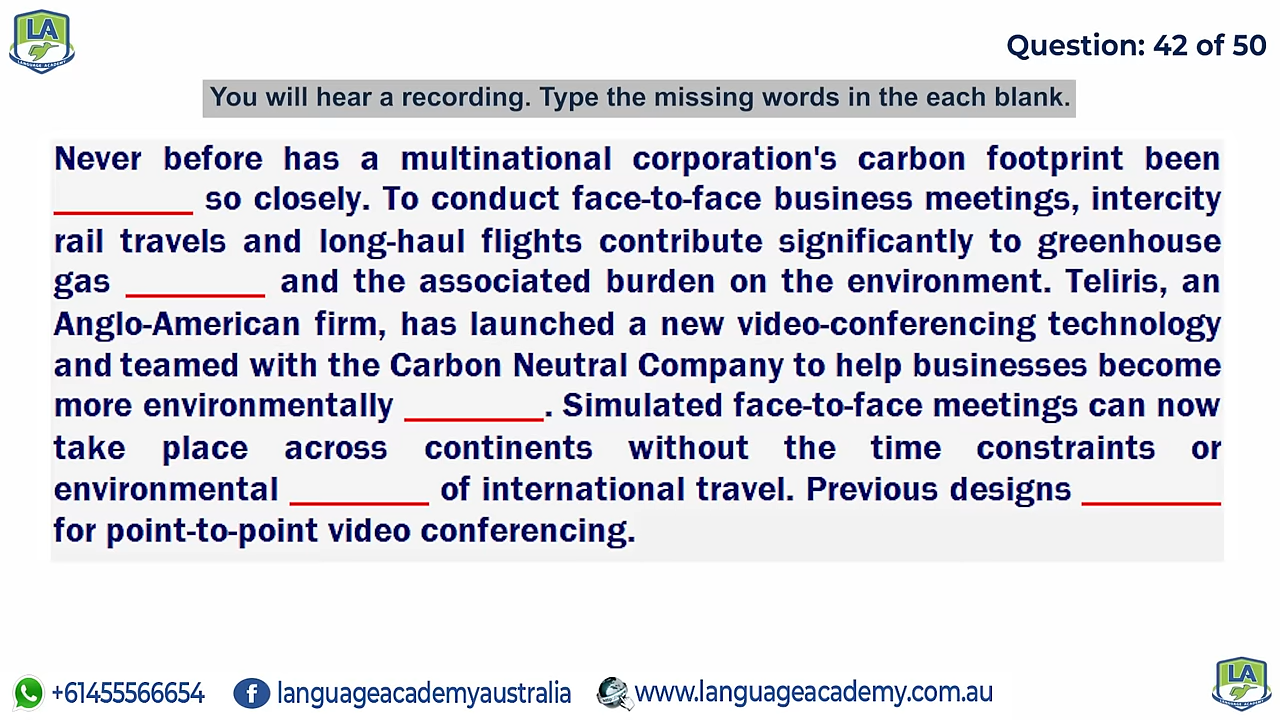 LA
LANGUAGE ACADEMY
Question: 42 of 50
You will hear a recording. Type the missing words in the each blank.
Never before has a multinational corporation's carbon footprint been
________ so closely. To conduct face-to-face business meetings, intercity
rail travels and long-haul flights contribute significantly to greenhouse
gas ________ and the associated burden on the environment. Teliris, an
Anglo-American firm, has launched a new video-conferencing technology
and teamed with the Carbon Neutral Company to help businesses become
more environmentally ________. Simulated face-to-face meetings can now
take place across continents without the time constraints or
environmental ________ of international travel. Previous designs ________
for point-to-point video conferencing.
+61455566654 languageacademyaustralia www.languageacademy.com.au
LA
LANGUAGE ACADEMY